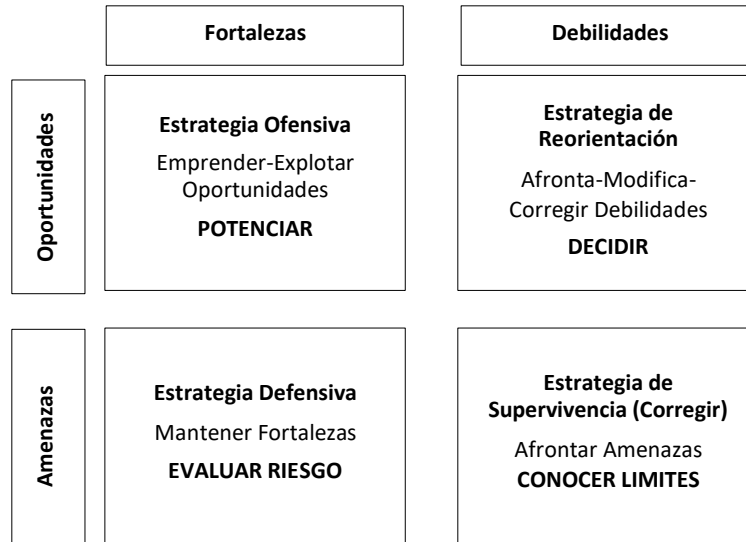 Fortalezas
Debilidades
Oportunidades
Estrategia Ofensiva
Emprender-Explotar
Oportunidades
POTENCIAR
Estrategia de
Reorientación
Afronta-Modifica-
Corregir Debilidades
DECIDIR
Amenazas
Estrategia Defensiva
Mantener Fortalezas
EVALUAR RIESGO
Estrategia de
Supervivencia (Corregir)
Afrontar Amenazas
CONOCER LIMITES